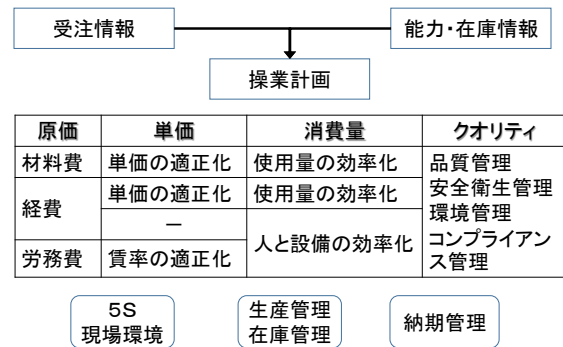 受注情報
能力・在庫情報
操業計画
原価 単価 消費量 クオリティ
材料費 単価の適正化 使用量の効率化 品質管理
経費 単価の適正化 使用量の効率化 安全衛生管理
－ 人と設備の効率化 環境管理
労務費 賃率の適正化 コンプライアン
ス管理
5S
現場環境
生産管理
在庫管理
納期管理